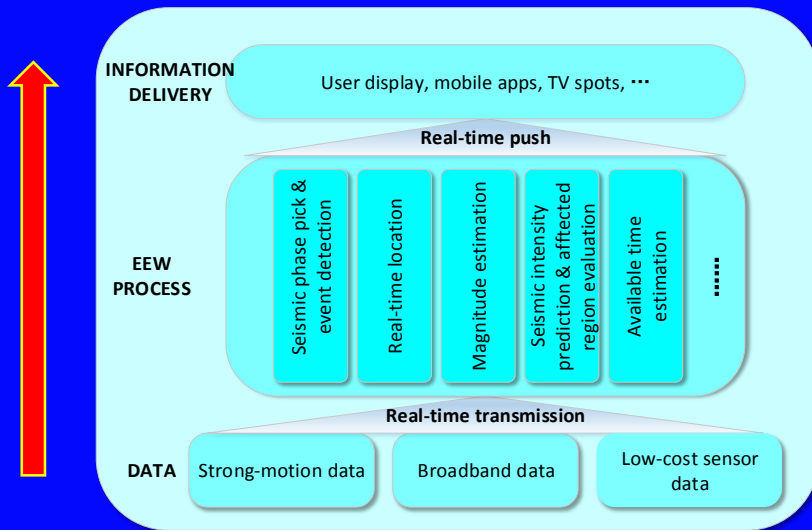 INFORMATION
DELIVERY
User display, mobile apps, TV spots, ···
Real-time push
EEW
PROCESS
Seismic phase pick &
event detection
Real-time location
Magnitude estimation
Seismic intensity
prediction & afftected
region evaluation
Available time
estimation
......
Real-time transmission
DATA
Strong-motion data
Broadband data
Low-cost sensor
data